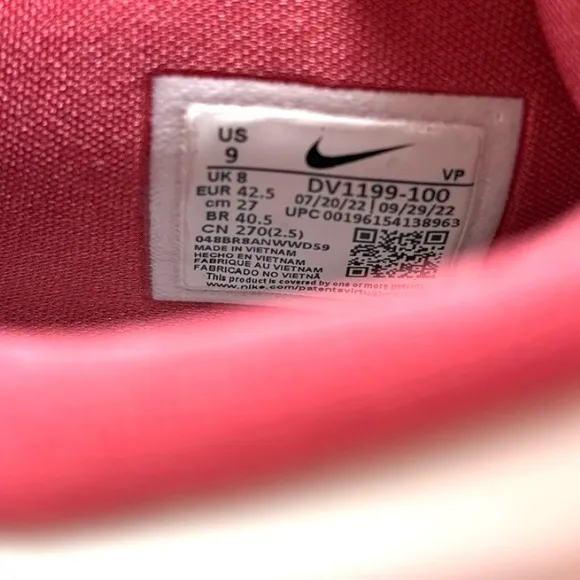 US
9
VP
UK 8
EUR 42.5
cm 27
BR 40.5
CN 270(2.5)
DV1199-100
07/20/22 | 09/29/22
UPC 00196154138963
048BR8ANWWD59
MADE IN VIETNAM
HECHO EN VIETNAM
FABRIQUE AU VIETNAM
FABRICADO NO VIETNÃ
This product is covered by one or more
www.nike.com/patents